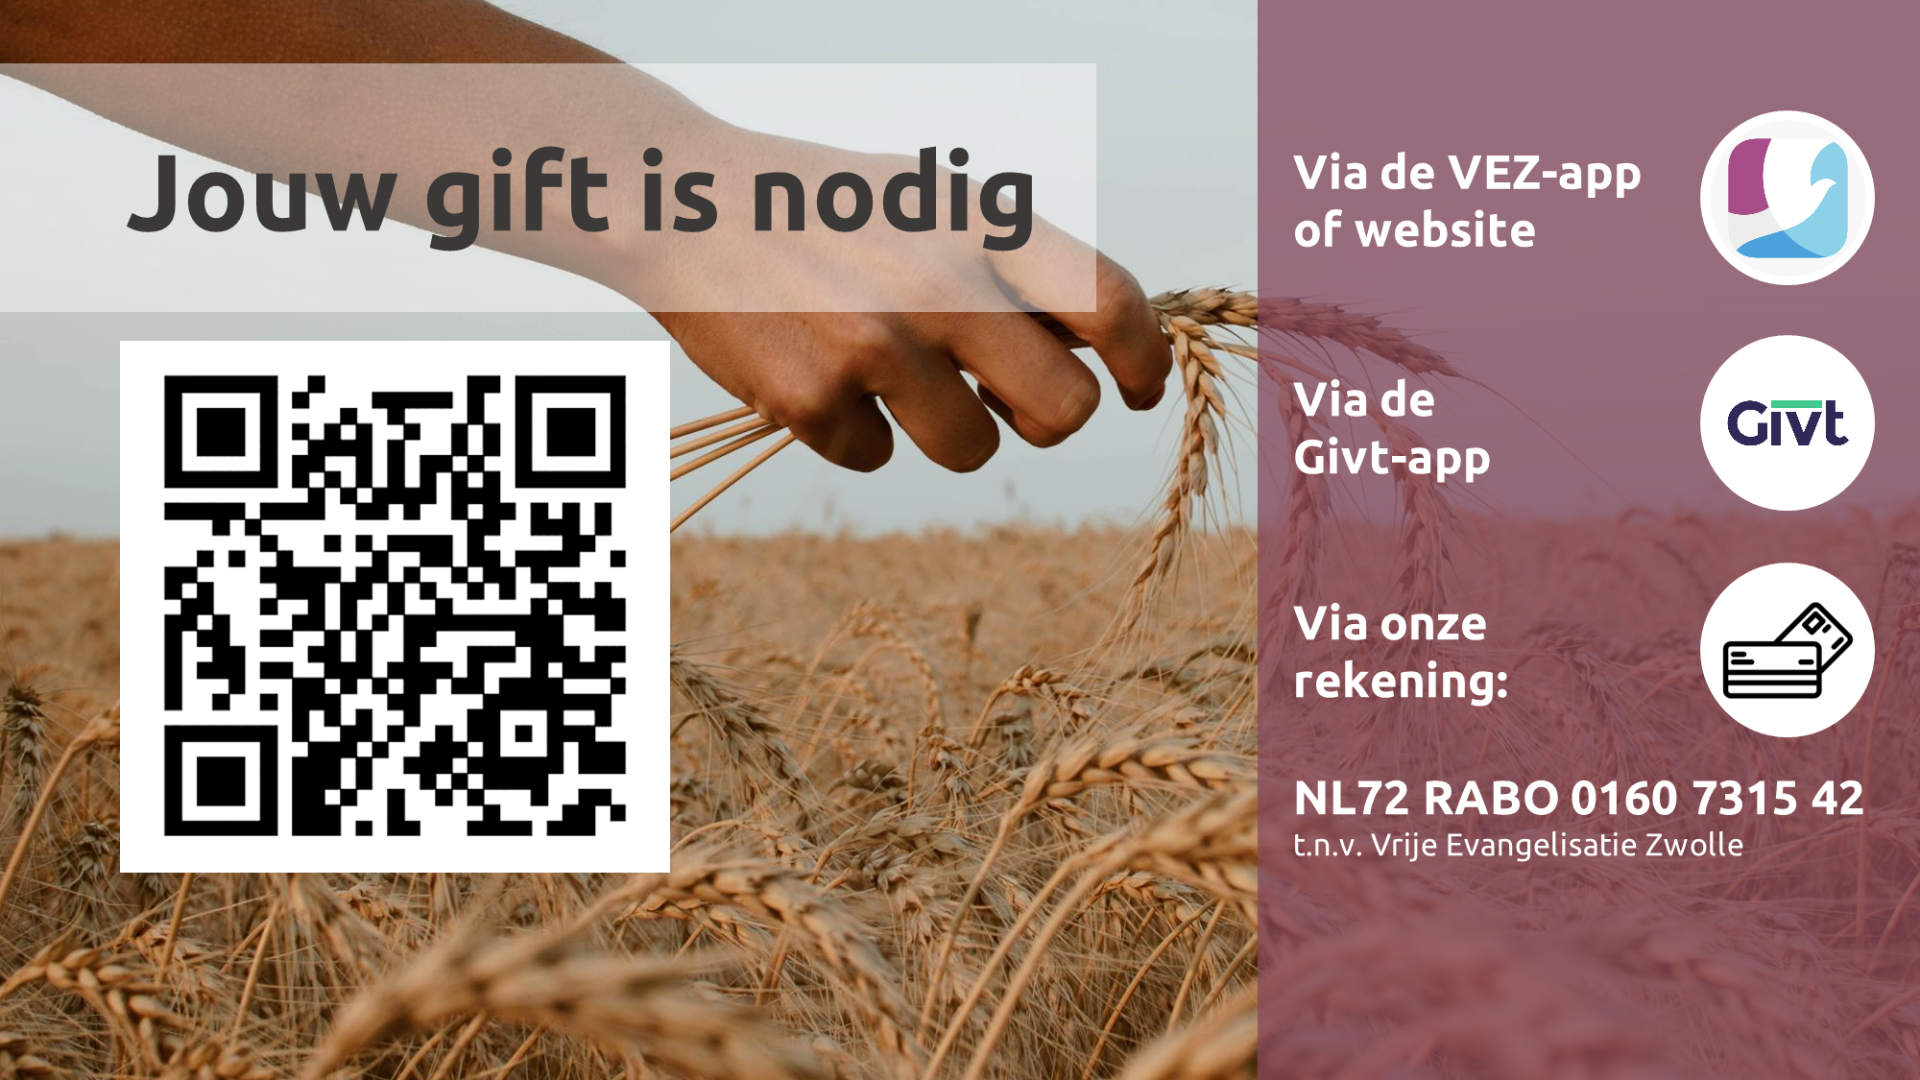 Jouw gift is nodig
Via de VEZ-app
of website
Via de
Givt-app
Givt
Via onze
rekening:
NL72 RABO 0160 7315 42
t.n.v. Vrije Evangelisatie Zwolle